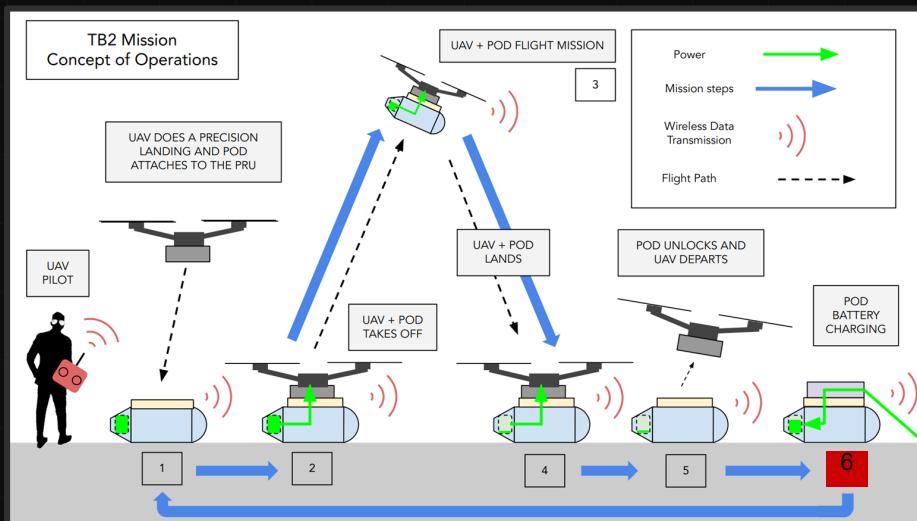 TB2 Mission
Concept of Operations
UAV + POD FLIGHT MISSION
3
Power
Mission steps
Wireless Data
Transmission
Flight Path
UAV DOES A PRECISION
LANDING AND POD
ATTACHES TO THE PRU
UAV
PILOT
UAV + POD
TAKES OFF
UAV + POD
LANDS
POD UNLOCKS AND
UAV DEPARTS
POD
BATTERY
CHARGING
1
2
4
5
6